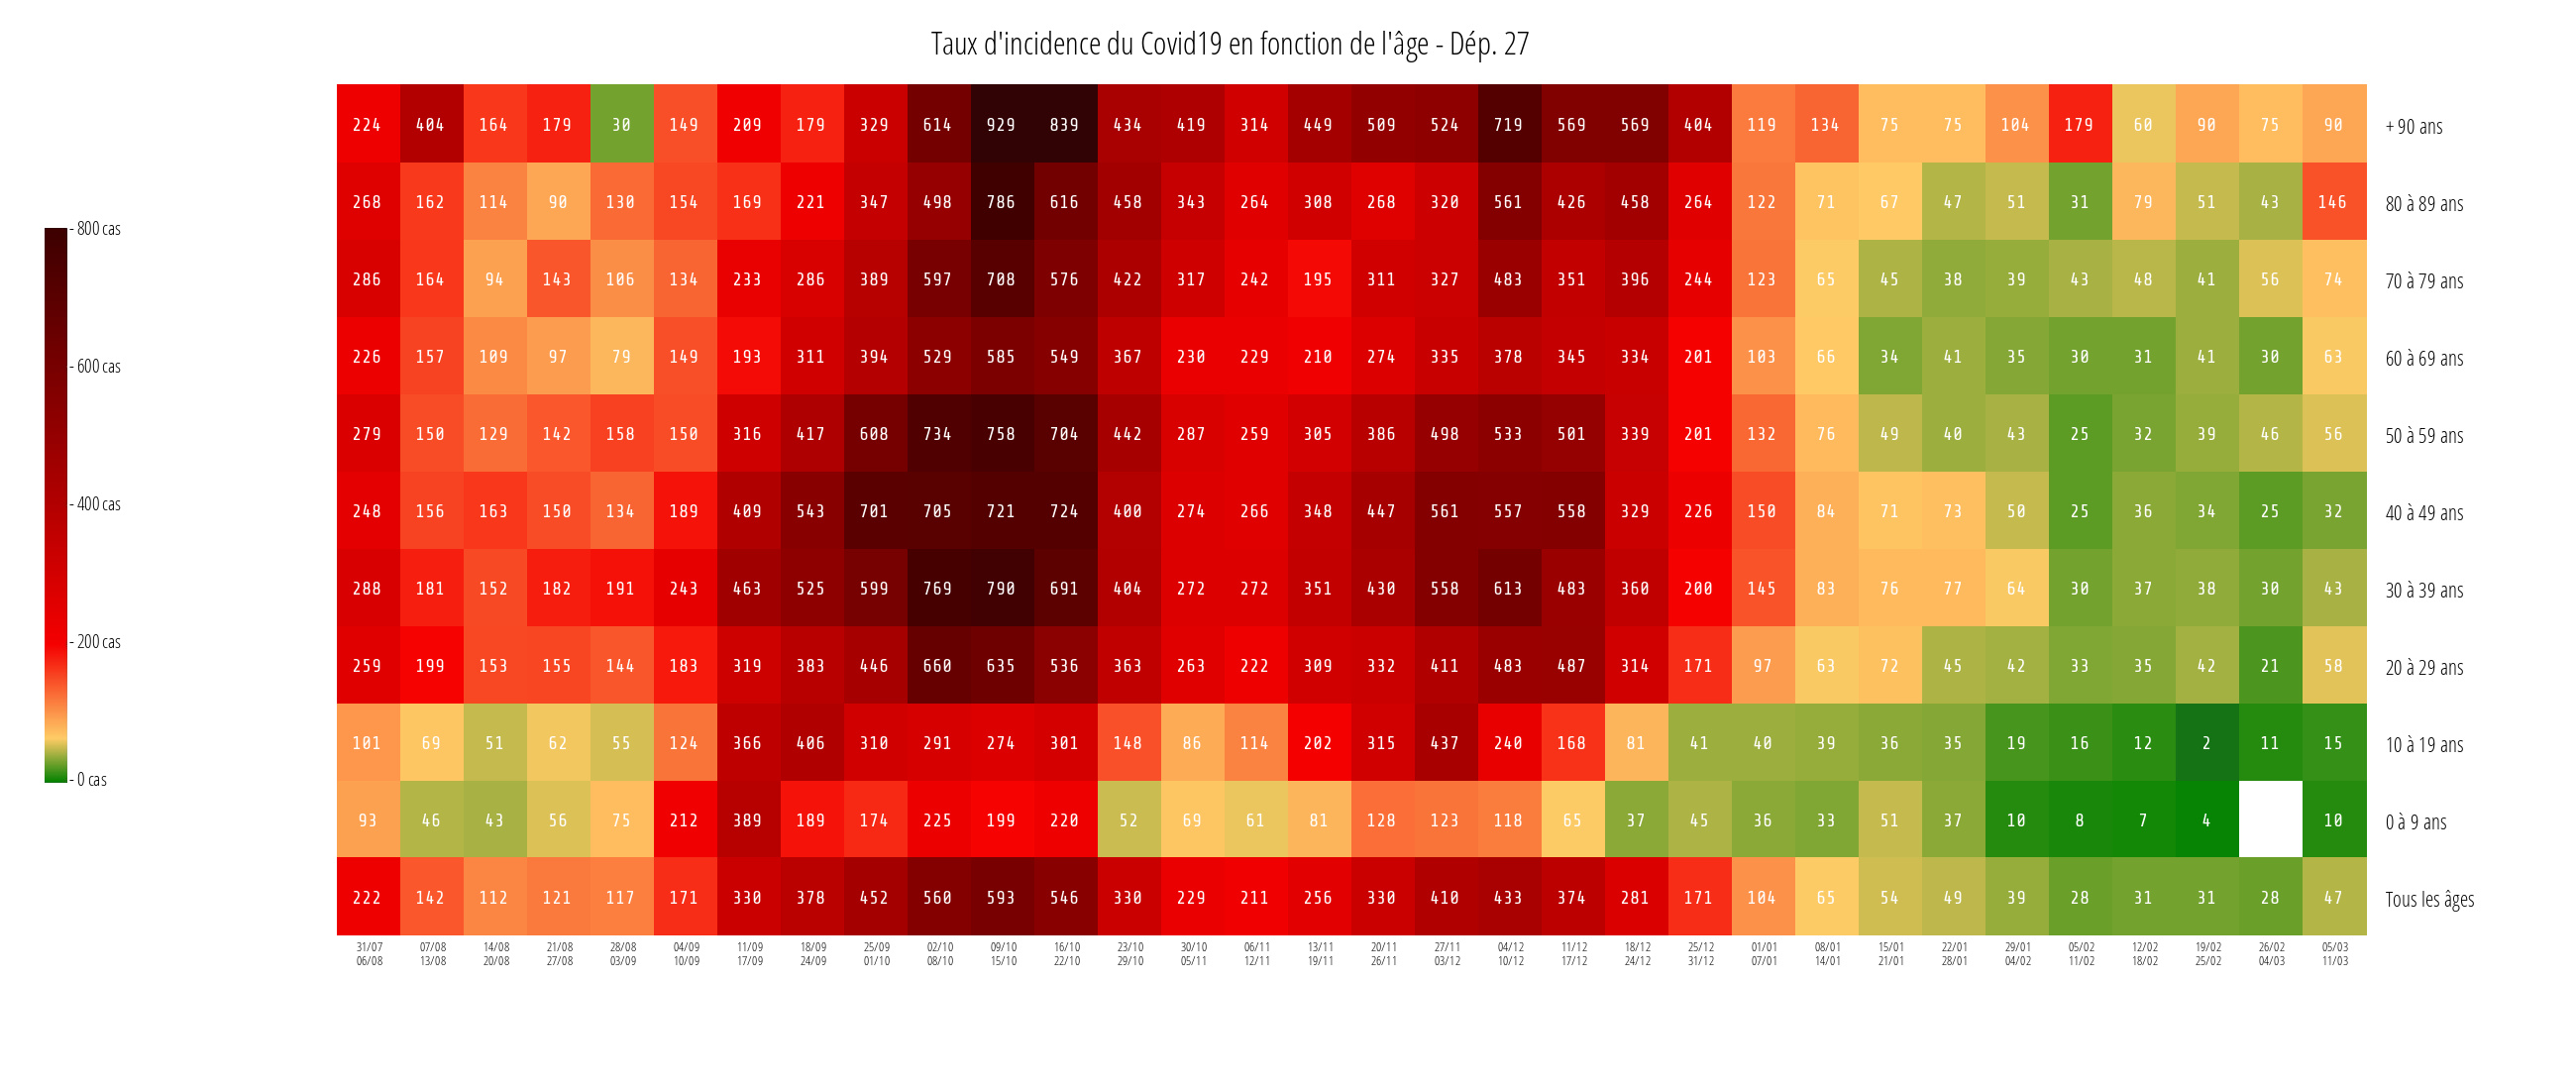 Taux d'incidence du Covid19 en fonction de l'âge - Dép. 27
224 404 164 179 30 149 209 179 329 614 929 839 434 419 314 449 509 524 719 569 569 404 119 134 75 75 104 179 60 90 75 90 + 90 ans
268 162 114 90 130 154 169 221 347 498 786 616 458 343 264 308 268 320 561 426 458 264 122 71 67 47 51 31 79 51 43 146 80 à 89 ans
286 164 94 143 106 134 233 286 389 597 708 576 422 317 242 195 311 327 483 351 396 244 123 65 45 38 39 43 48 41 56 74 70 à 79 ans
226 157 109 97 79 149 193 311 394 529 585 549 367 230 229 210 274 335 378 345 334 201 103 66 34 41 35 30 31 41 30 63 60 à 69 ans
279 150 129 142 158 150 316 417 608 734 758 704 442 287 259 305 386 498 533 501 339 201 132 76 49 40 43 25 32 39 46 56 50 à 59 ans
248 156 163 150 134 189 409 543 701 705 721 724 400 274 266 348 447 561 557 558 329 226 150 84 71 73 50 25 36 34 25 32 40 à 49 ans
288 181 152 182 191 243 463 525 599 769 790 691 404 272 272 351 430 558 613 483 360 200 145 83 76 77 64 30 37 38 30 43 30 à 39 ans
259 199 153 155 144 183 319 383 446 660 635 536 363 263 222 309 332 411 483 487 314 171 97 63 72 45 42 33 35 42 21 58 20 à 29 ans
101 69 51 62 55 124 366 406 310 291 274 301 148 86 114 202 315 437 240 168 81 41 40 39 36 35 19 16 12 2 11 15 10 à 19 ans
93 46 43 56 75 212 389 189 174 225 199 220 52 69 61 81 128 123 118 65 37 45 36 33 51 37 10 8 7 4 10 0 à 9 ans
222 142 112 121 117 171 330 378 452 560 593 546 330 229 211 256 330 410 433 374 281 171 104 65 54 49 39 28 31 31 28 47 Tous les âges
31/07 07/08 14/08 21/08 28/08 04/09 11/09 18/09 25/09 02/10 09/10 16/10 23/10 30/10 06/11 13/11 20/11 27/11 04/12 11/12 18/12 25/12 01/01 08/01 15/01 22/01 29/01 05/02 12/02 19/02 26/02 05/03
06/08 13/08 20/08 27/08 03/09 10/09 17/09 24/09 01/10 08/10 15/10 22/10 29/10 05/11 12/11 19/11 26/11 03/12 10/12 17/12 24/12 31/12 07/01 14/01 21/01 28/01 04/02 11/02 18/02 25/02 04/03 11/03
- 800 cas
- 600 cas
- 400 cas
- 200 cas
- 0 cas